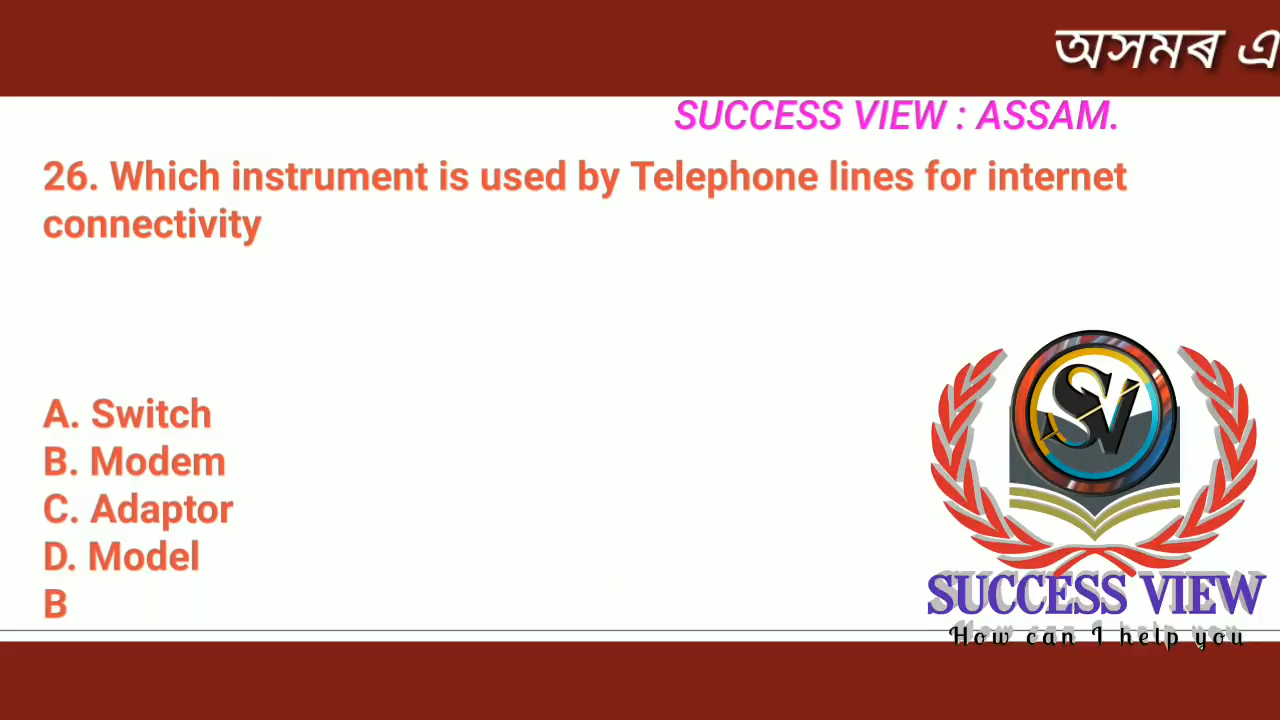 অসমৰ এ
SUCCESS VIEW : ASSAM.
26. Which instrument is used by Telephone lines for internet
connectivity
A. Switch
B. Modem
C. Adaptor
D. Model
B
SV
SUCCESS VIEW
How can I help you